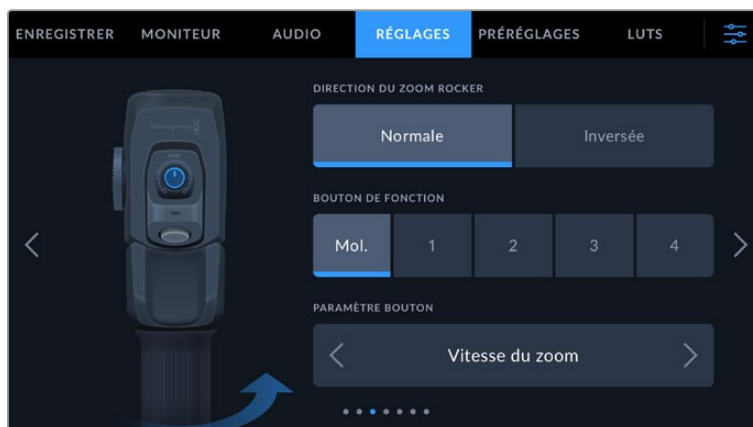 ENREGISTRER MONITEUR AUDIO RÉGLAGES PRÉRÉGLAGES LUTS
DIRECTION DU ZOOM ROCKER
Normale Inversée
BOUTON DE FONCTION
Mol. 1 2 3 4
PARAMÈTRE BOUTON
Vitesse du zoom